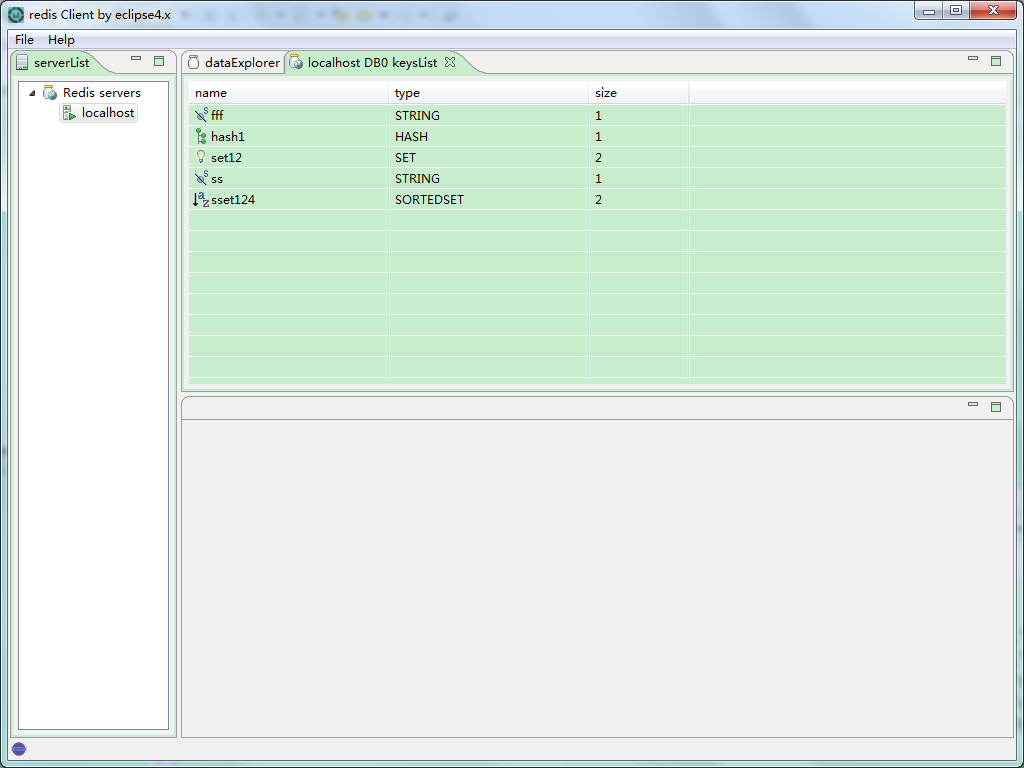 redis Client by eclipse4.x
File Help
serverList
Redis servers
localhost
dataExplorer localhost DB0 keysList
name type size
fff STRING 1
hash1 HASH 1
set12 SET 2
ss STRING 1
sset124 SORTEDSET 2